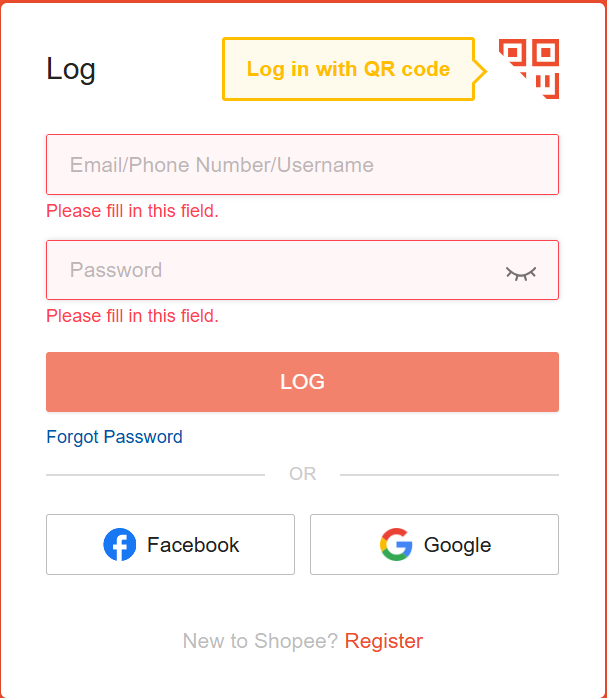 Log
Log in with QR code
Email/Phone Number/Username
Please fill in this field.
Password
Please fill in this field.
LOG
Forgot Password
OR
Facebook
Google
New to Shopee? Register